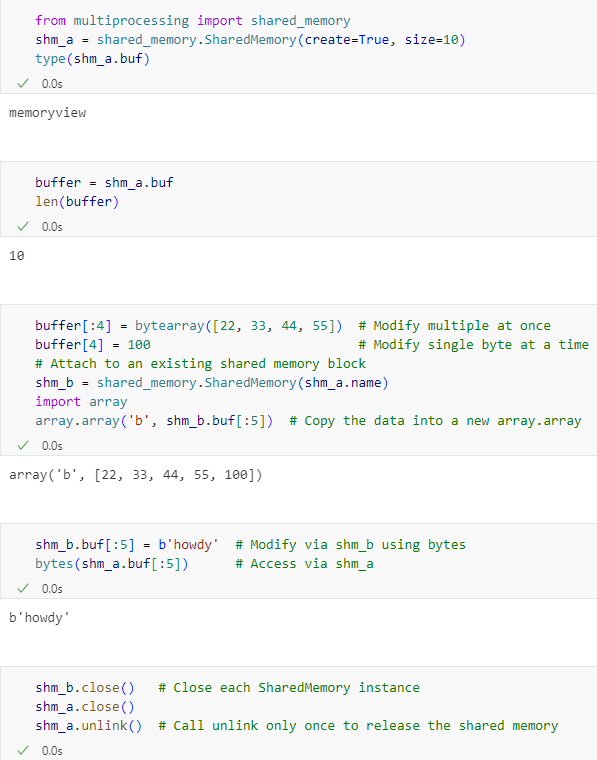 from multiprocessing import shared_memory
shm_a = shared_memory.SharedMemory(create=True, size=10)
type(shm_a.buf)
✓ 0.0s
memoryview
buffer = shm_a.buf
len(buffer)
✓ 0.0s
10
buffer[:4] = bytearray([22, 33, 44, 55])  # Modify multiple at once
buffer[4] = 100                           # Modify single byte at a time
# Attach to an existing shared memory block
shm_b = shared_memory.SharedMemory(shm_a.name)
import array
array.array('b', shm_b.buf[:5])  # Copy the data into a new array.array
✓ 0.0s
array('b', [22, 33, 44, 55, 100])
shm_b.buf[:5] = b'howdy'  # Modify via shm_b using bytes
bytes(shm_a.buf[:5])      # Access via shm_a
✓ 0.0s
b'howdy'
shm_b.close()   # Close each SharedMemory instance
shm_a.close()
shm_a.unlink()  # Call unlink only once to release the shared memory
✓ 0.0s